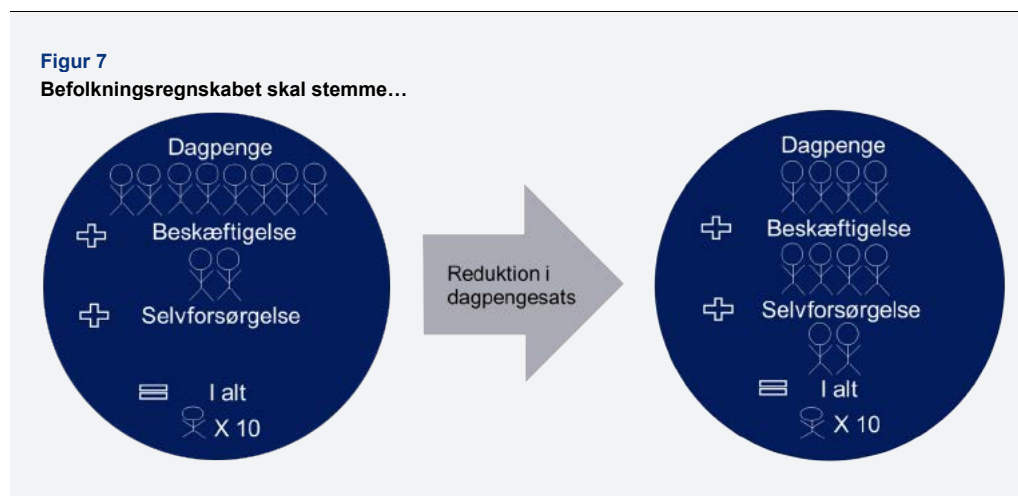 Figur 7
Befolkningsregnskabet skal stemme…
Dagpenge
Beskæftigelse
Selvforsørgelse
I alt
X 10
Reduktion i
dagpengesats
Dagpenge
Beskæftigelse
Selvforsørgelse
I alt
X 10